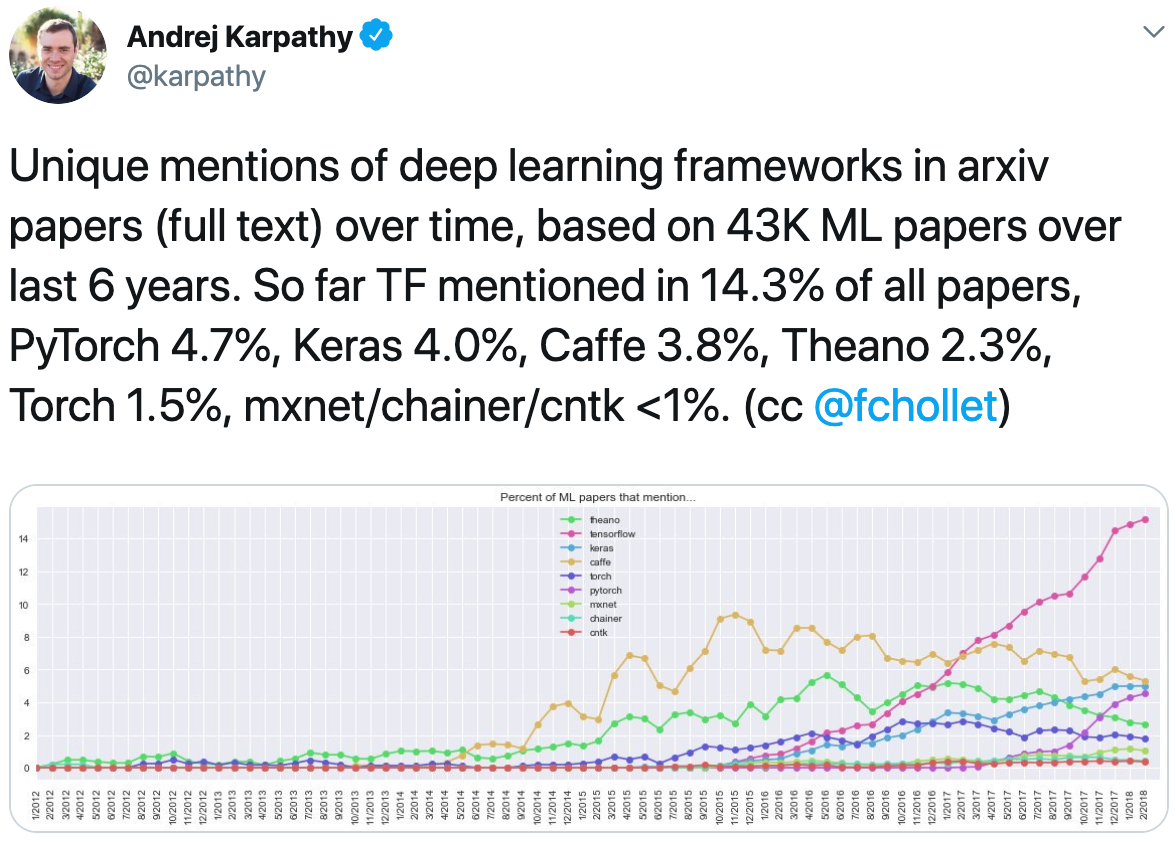 Andrej Karpathy
@karpathy
Unique mentions of deep learning frameworks in arxiv
papers (full text) over time, based on 43K ML papers over
last 6 years. So far TF mentioned in 14.3% of all papers,
PyTorch 4.7%, Keras 4.0%, Caffe 3.8%, Theano 2.3%,
Torch 1.5%, mxnet/chainer/cntk <1%. (cc @fchollet)
Percent of ML papers that mention...
theano
tensorflow
keras
caffe
torch
pytorch
mxnet
chainer
cntk
14
12
10
8
6
4
2
0
1/2012 2/2012 3/2012 4/2012 5/2012 6/2012 7/2012 8/2012 9/2012 10/2012 11/2012 12/2012 1/2013 2/2013 3/2013 4/2013 5/2013 6/2013 7/2013 8/2013 9/2013 10/2013 11/2013 12/2013 1/2014 2/2014 3/2014 4/2014 5/2014 6/2014 7/2014 8/2014 9/2014 10/2014 11/2014 12/2014 1/2015 2/2015 3/2015 4/2015 5/2015 6/2015 7/2015 8/2015 9/2015 10/2015 11/2015 12/2015 1/2016 2/2016 3/2016 4/2016 5/2016 6/2016 7/2016 8/2016 9/2016 10/2016 11/2016 12/2016 1/2017 2/2017 3/2017 4/2017 5/2017 6/2017 7/2017 8/2017 9/2017 10/2017 11/2017 12/2017 1/2018 2/2018